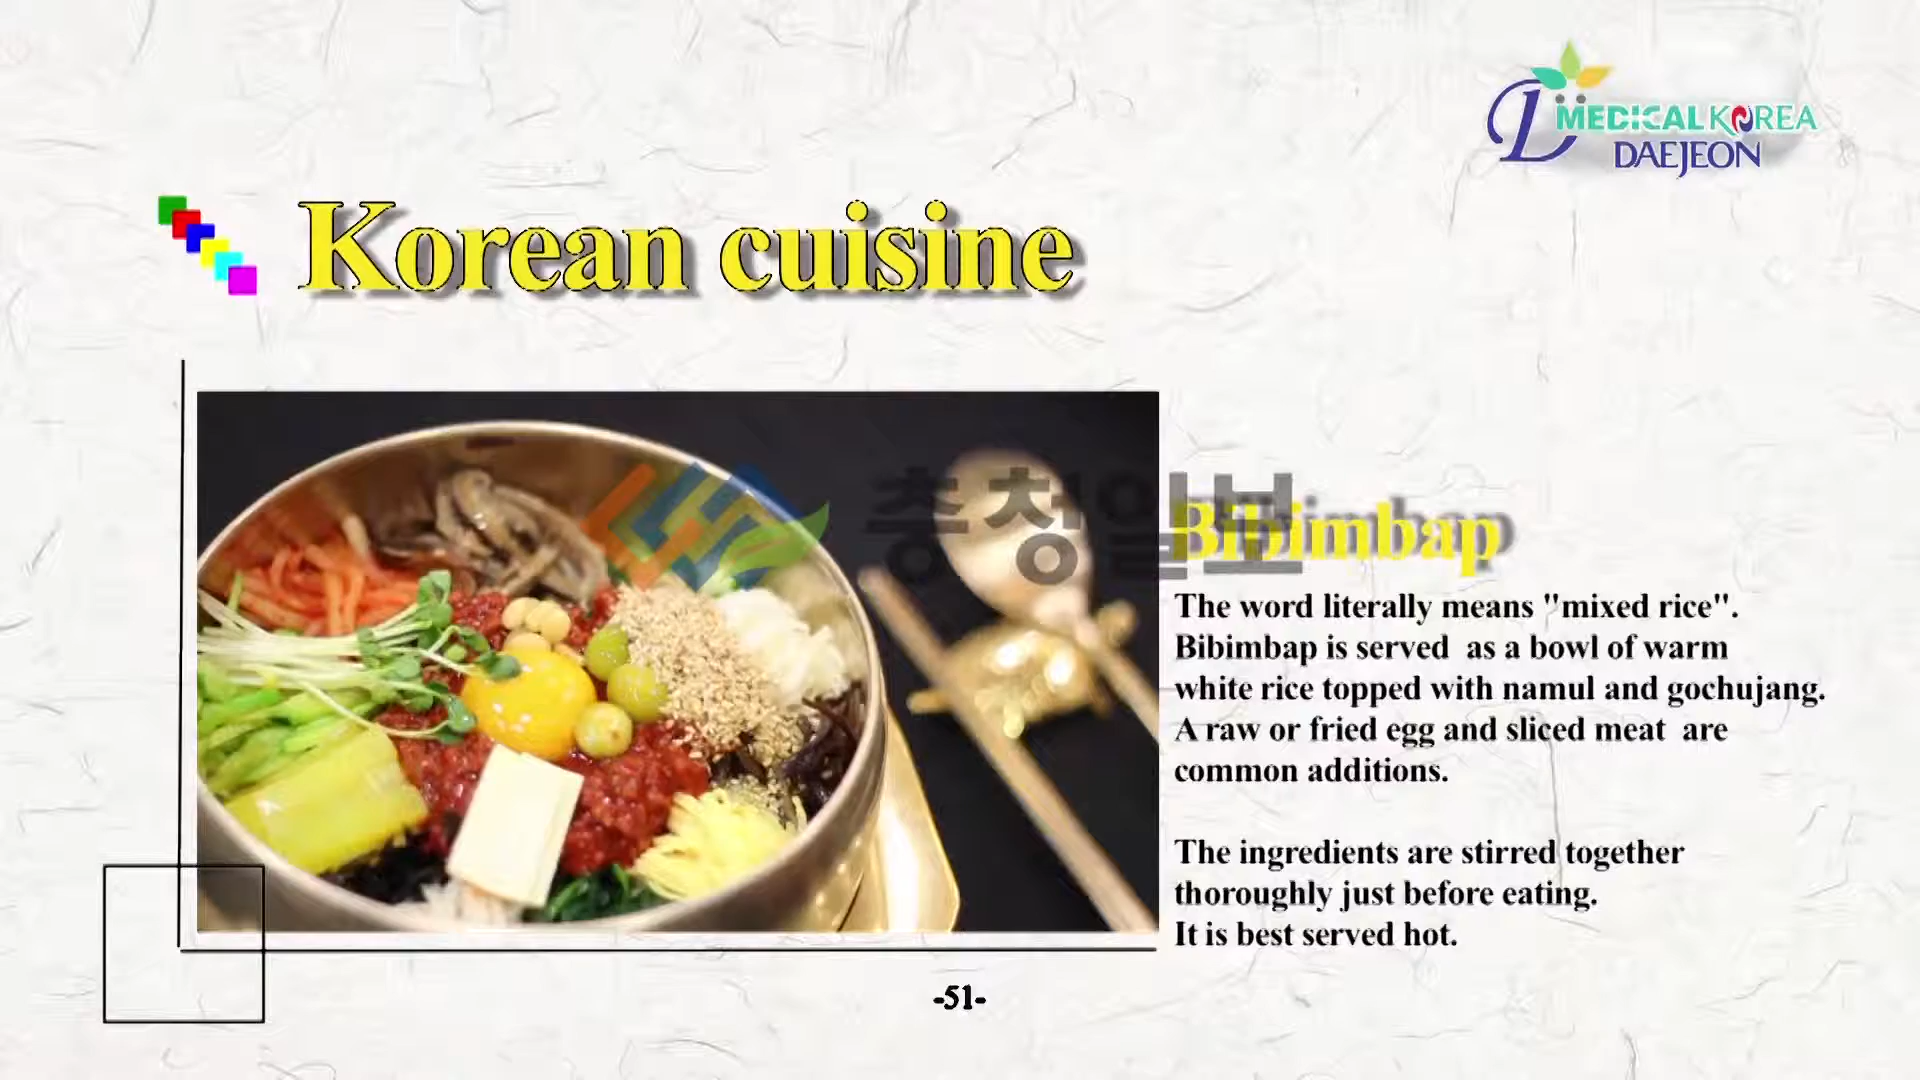 MEDICAL KOREA
DAEJEON
Korean cuisine
충청일보
Bibimbap
The word literally means "mixed rice".
Bibimbap is served as a bowl of warm
white rice topped with namul and gochujang.
A raw or fried egg and sliced meat are
common additions.
The ingredients are stirred together
thoroughly just before eating.
It is best served hot.
-51-